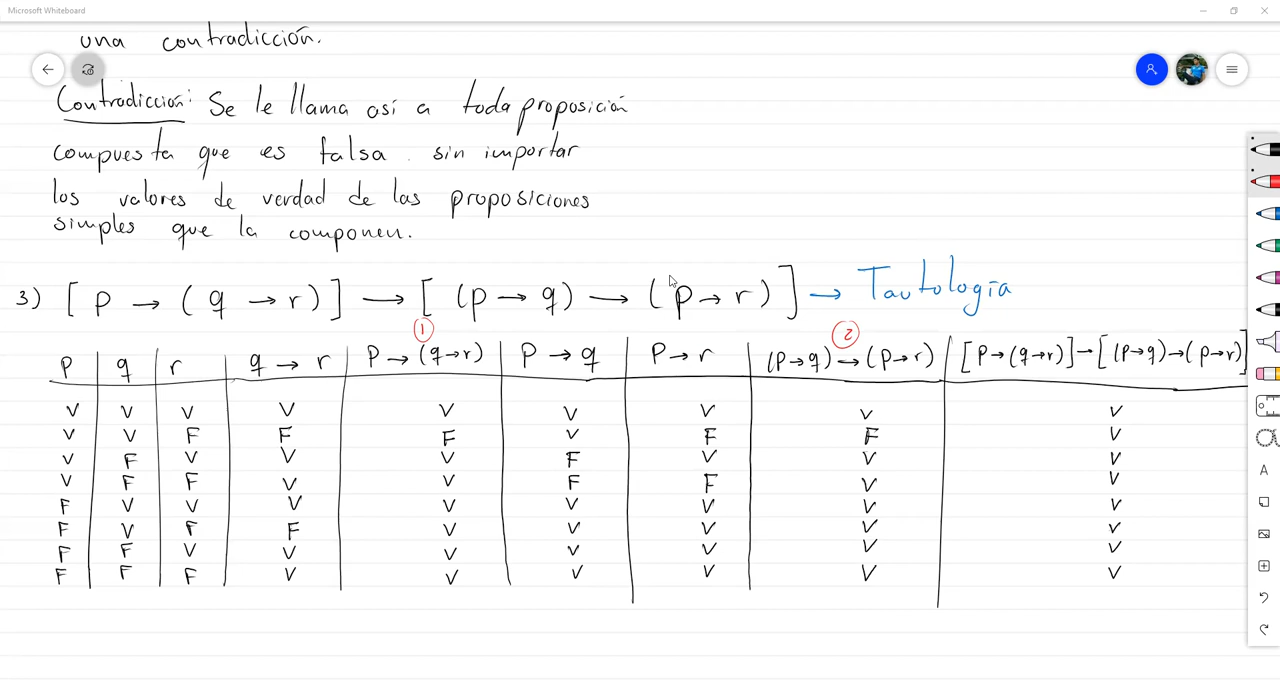 Microsoft Whiteboard
una contradicción.
Contradicción: Se le llama así a toda proposición
compuesta que es falsa. sin importar
los valores de verdad de las proposiciones
simples que la componen.
3) [ p → ( q → r ) ] → [ (p → q) → ( p → r ) ] → Tautología
① ②
p q r q → r p → (q → r) p → q p → r (p → q) → (p → r) [p → (q → r)] → [(p → q) → (p → r)]
V V V V V V V V V
V V F F F V F F V
V F V V V F V V V
V F F V V F F V V
F V V V V V V V V
F V F F V V V V V
F F V V V V V V V
F F F V V V V V V
A